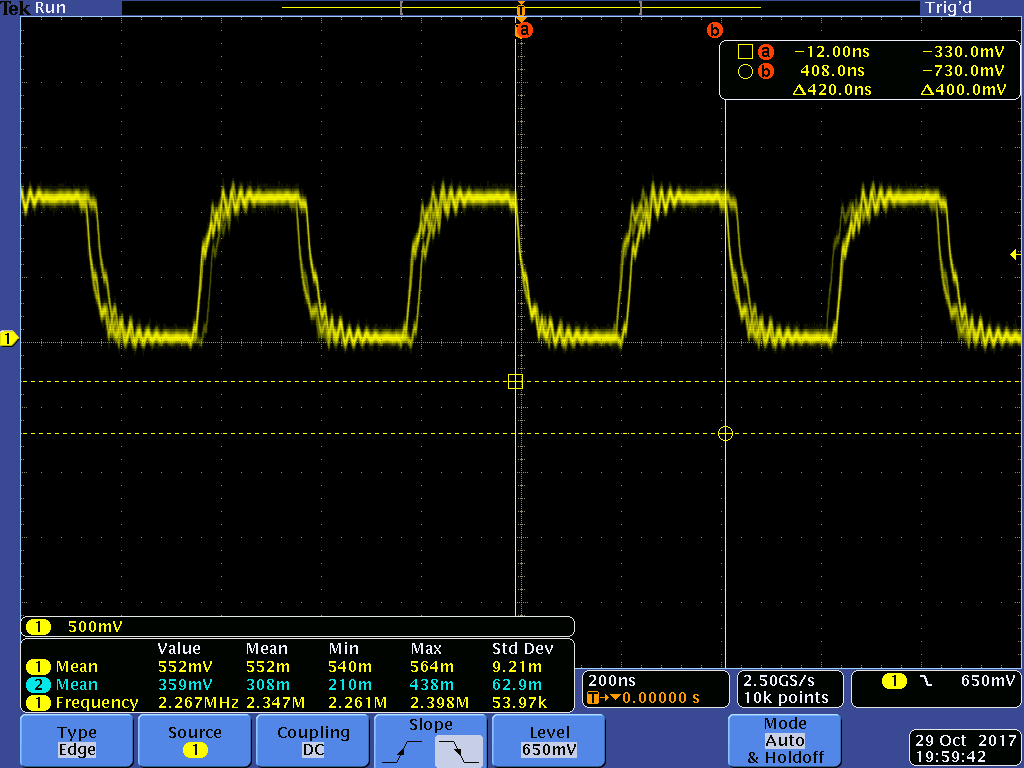 Tek Run Trig'd
T
a b
a −12.00ns −330.0mV
b 408.0ns −730.0mV
Δ420.0ns Δ400.0mV
1
1 500mV
Value Mean Min Max Std Dev
1 Mean 552mV 552m 540m 564m 9.21m
2 Mean 359mV 308m 210m 438m 62.9m
1 Frequency 2.267MHz 2.347M 2.261M 2.398M 53.97k
200ns
T→▼0.00000 s
2.50GS/s
10k points
1 650mV
Type
Edge
Source
1
Coupling
DC
Slope
Level
650mV
Mode
Auto
& Holdoff
29 Oct 2017
19:59:42